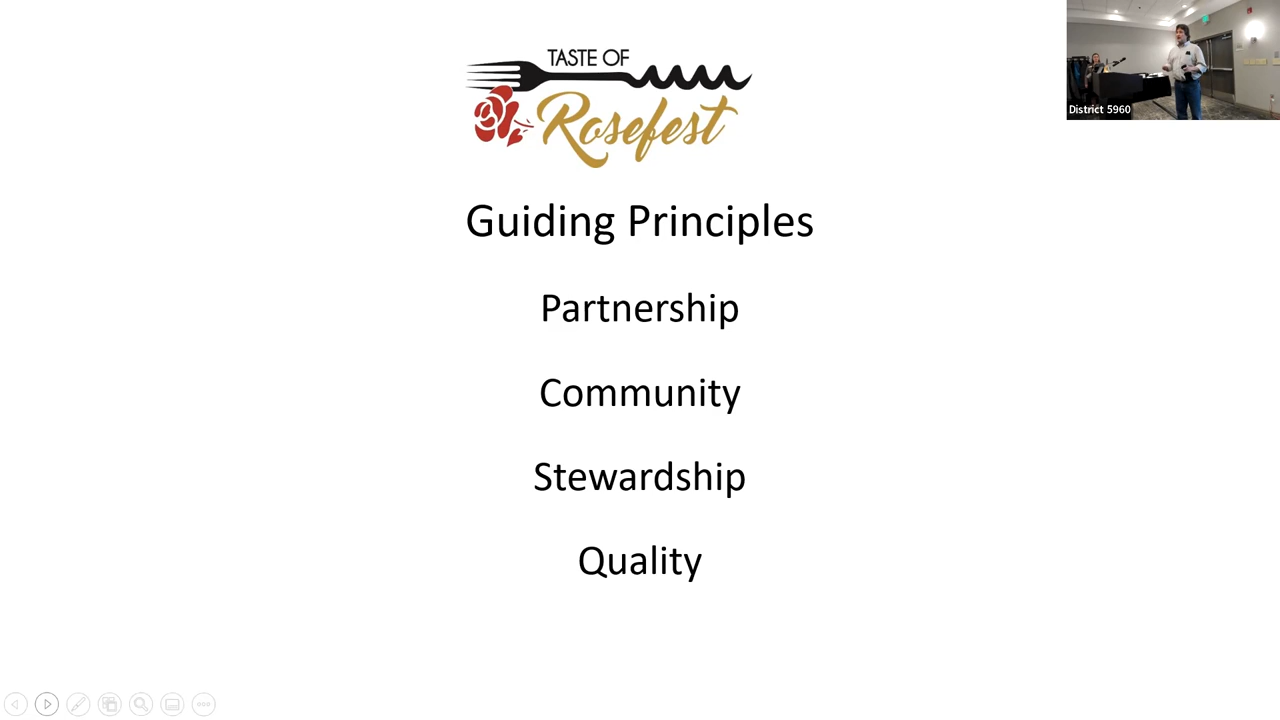 TASTE OF
Rosefest
District 5960
Guiding Principles
Partnership
Community
Stewardship
Quality